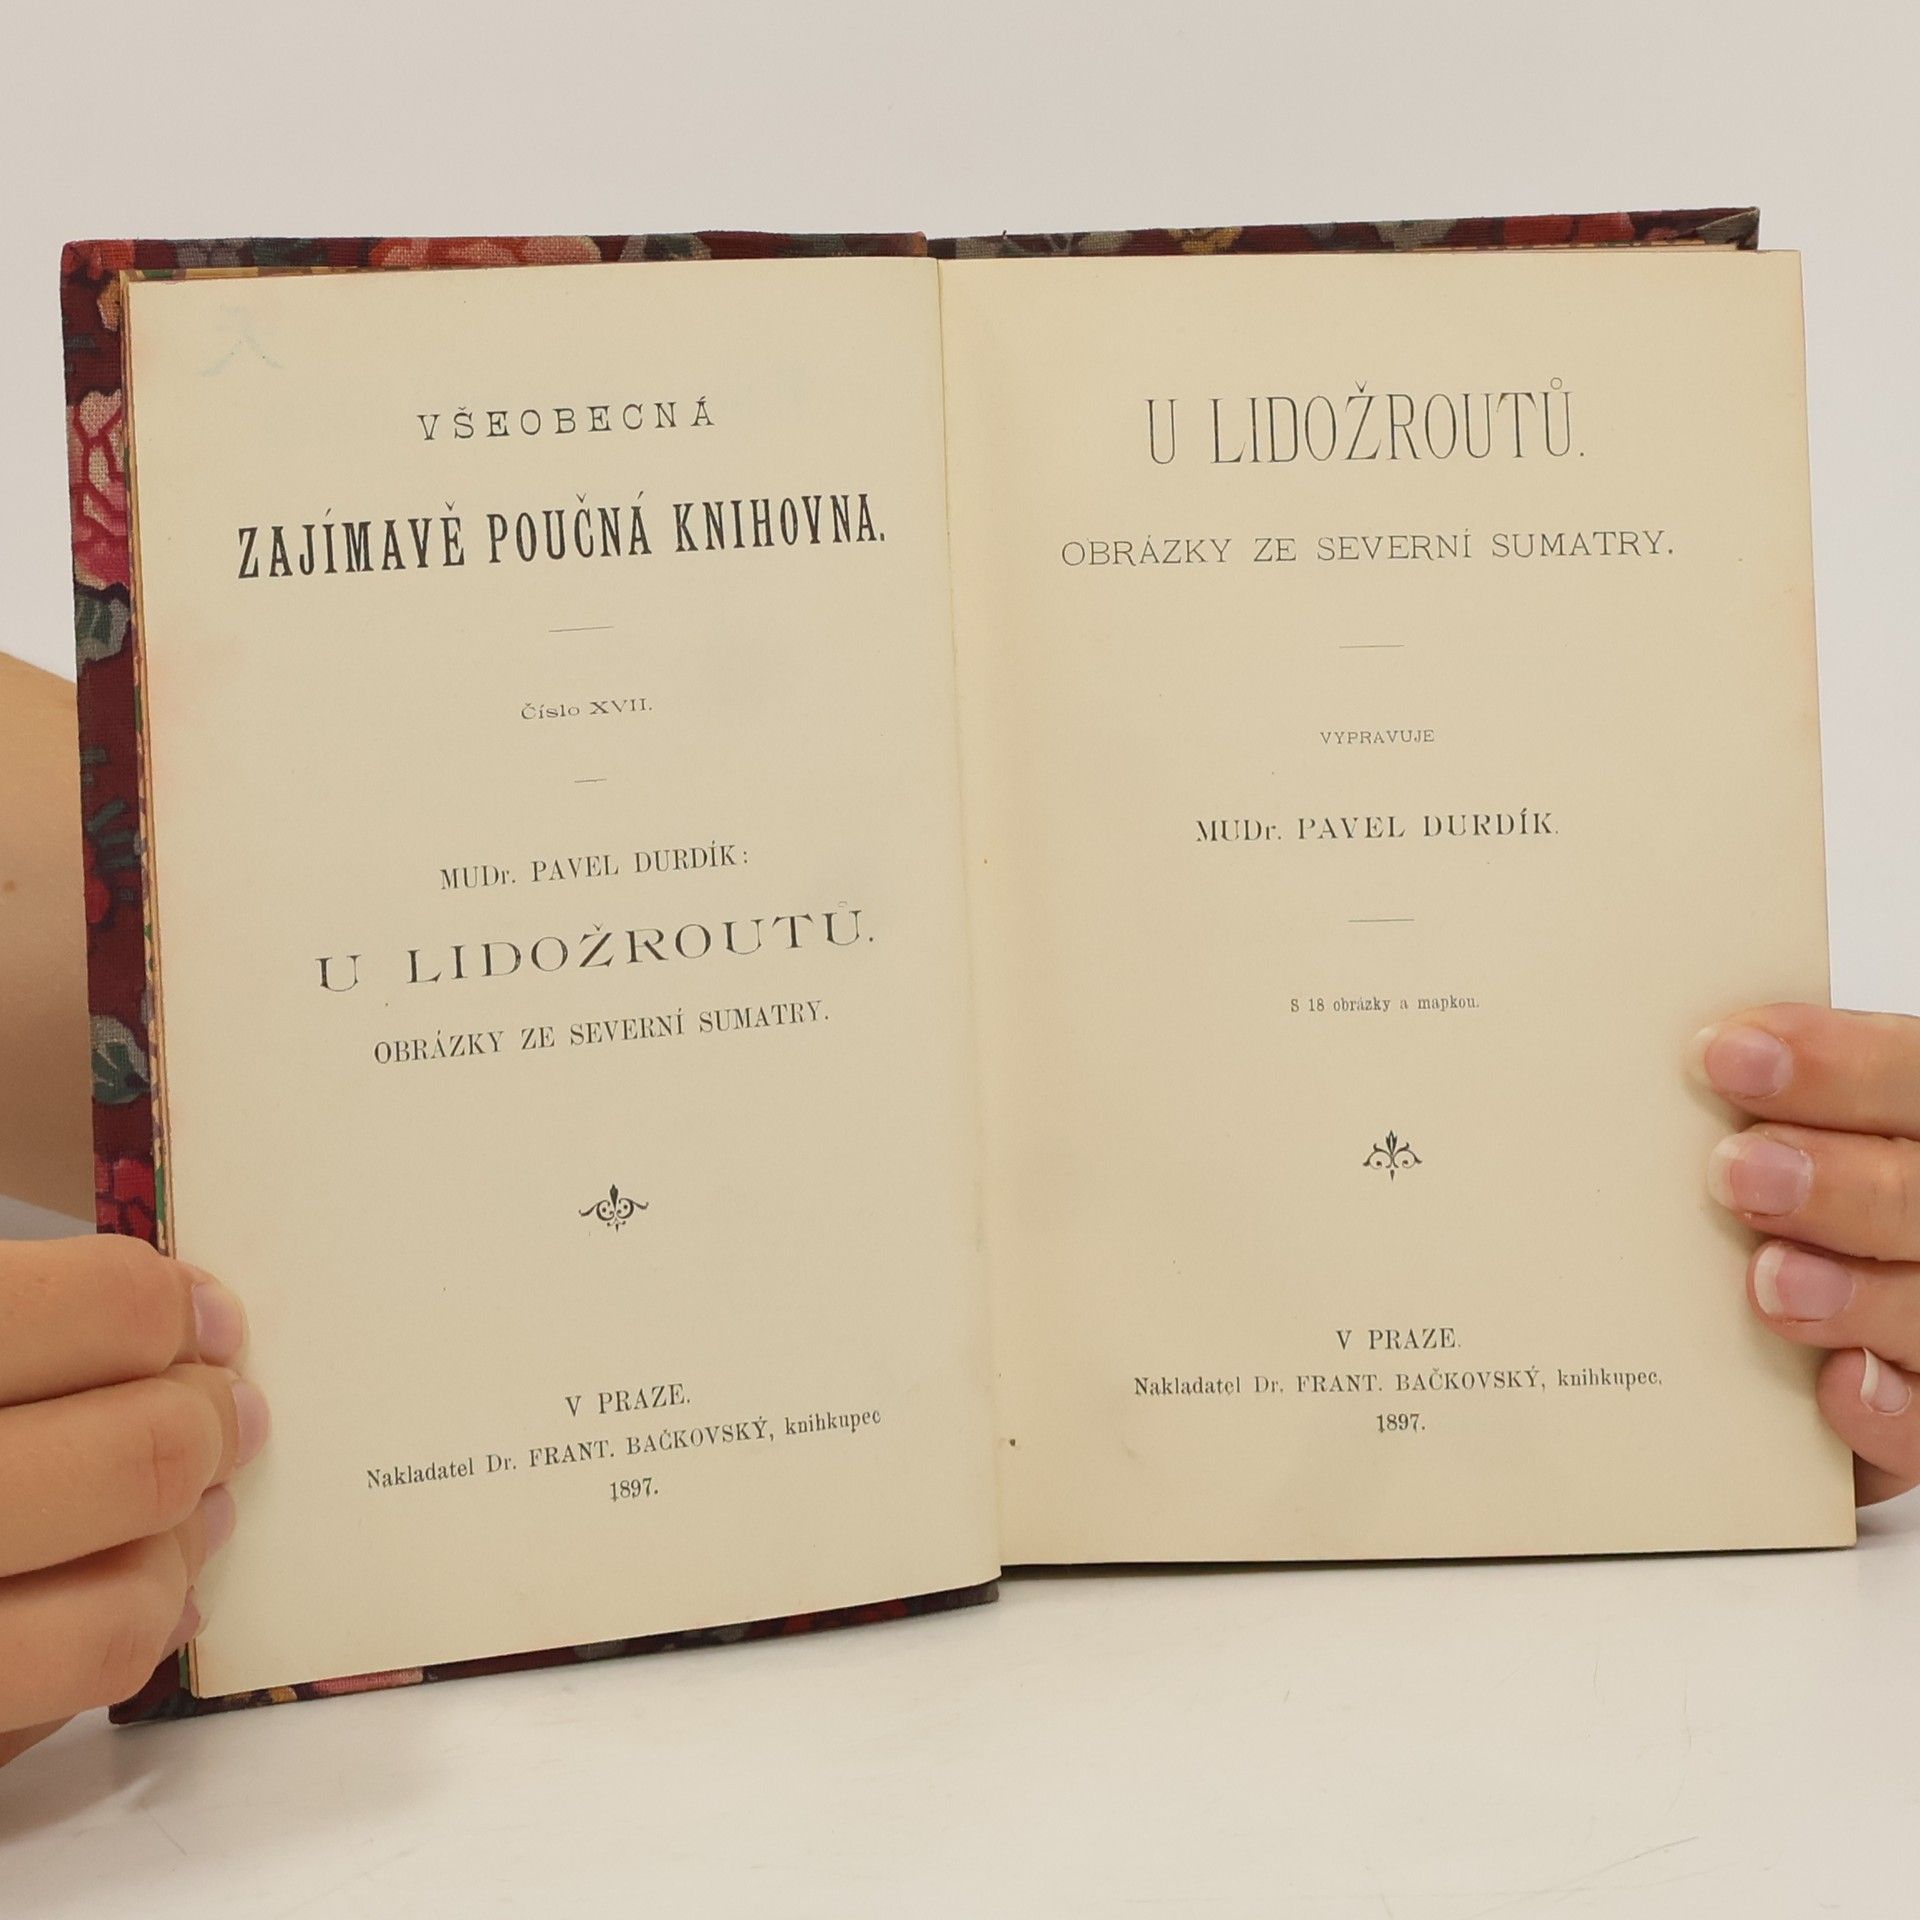 VŠEOBECNÁ
ZAJÍMAVĚ POUČNÁ KNIHOVNA.
Číslo XVII.
MUDr. PAVEL DURDÍK:
U LIDOŽROUTŮ.
OBRÁZKY ZE SEVERNÍ SUMATRY.
V PRAZE.
Nakladatel Dr. FRANT. BAČKOVSKÝ, knihkupec
1897.
U LIDOŽROUTŮ.
OBRÁZKY ZE SEVERNÍ SUMATRY.
VYPRAVUJE
MUDr. PAVEL DURDÍK.
S 18 obrázky a mapkou.
V PRAZE.
Nakladatel Dr. FRANT. BAČKOVSKÝ, knihkupec.
1897.